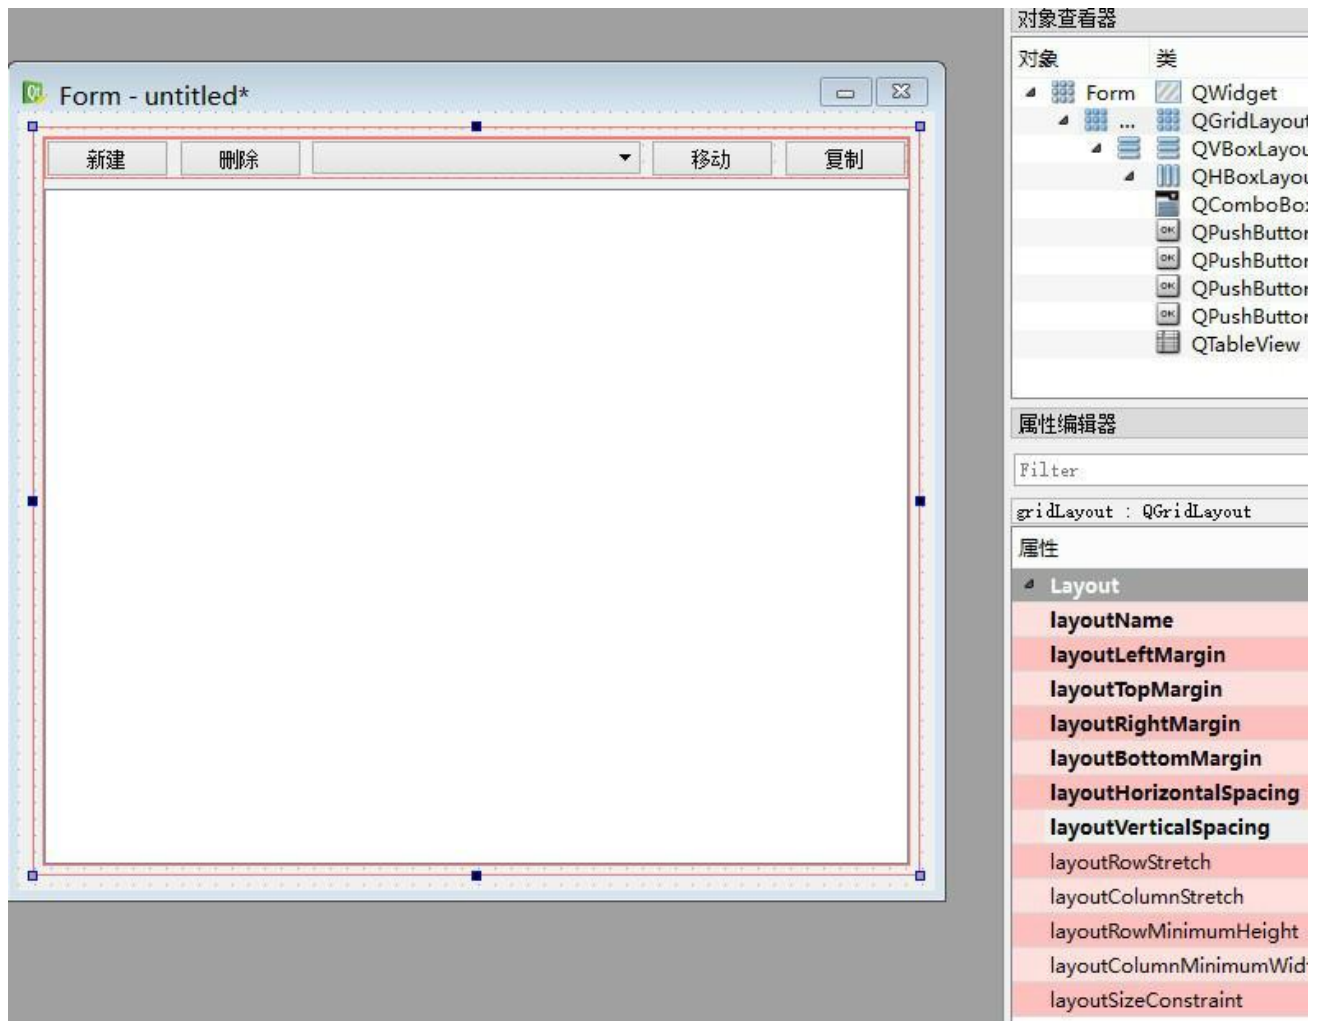 对象查看器
对象 类
Form - untitled*
Form QWidget
... QGridLayout
新建 删除 移动 复制
QVBoxLayou
QHBoxLayou
QComboBo
QPushButto
QPushButto
QPushButto
QPushButto
QTableView
属性编辑器
Filter
gridLayout : QGridLayout
属性
Layout
layoutName
layoutLeftMargin
layoutTopMargin
layoutRightMargin
layoutBottomMargin
layoutHorizontalSpacing
layoutVerticalSpacing
layoutRowStretch
layoutColumnStretch
layoutRowMinimumHeight
layoutColumnMinimumWid
layoutSizeConstraint